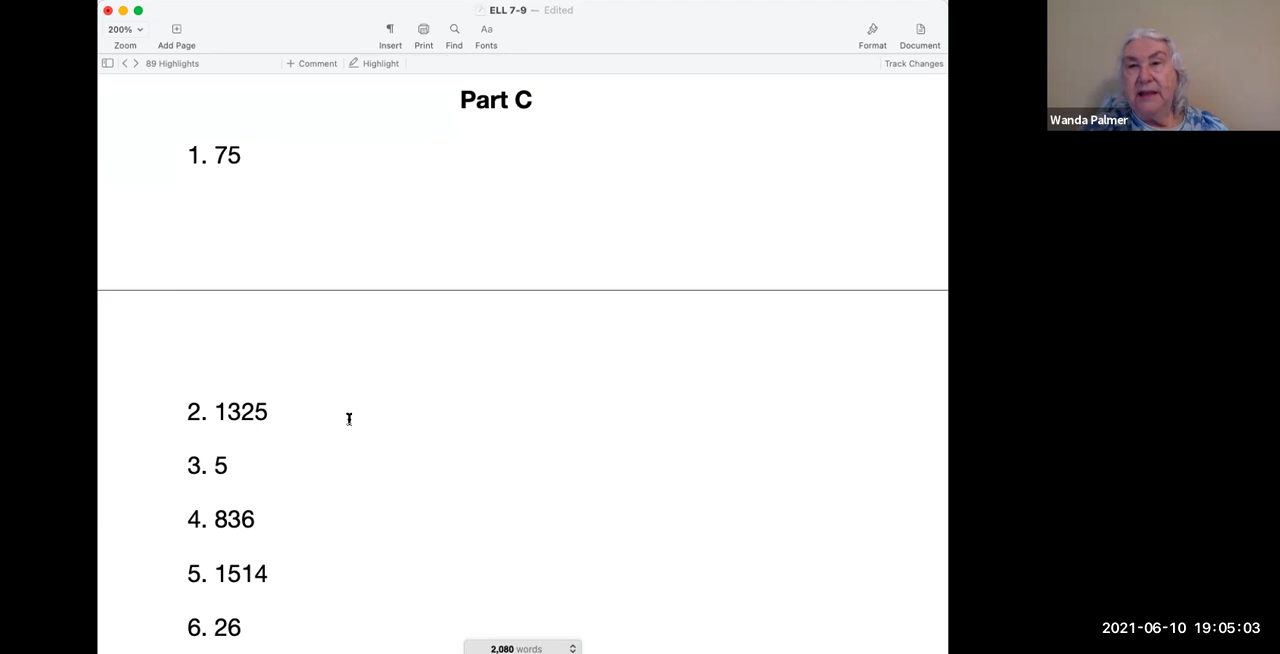 ELL 7-9 — Edited
200%
Zoom
Add Page
Insert
Print
Aa
Find
Fonts
Format
Document
89 Highlights
+ Comment
Highlight
Track Changes
Part C
1. 75
2. 1325
3. 5
4. 836
5. 1514
6. 26
2,080 words
Wanda Palmer
2021-06-10 19:05:03